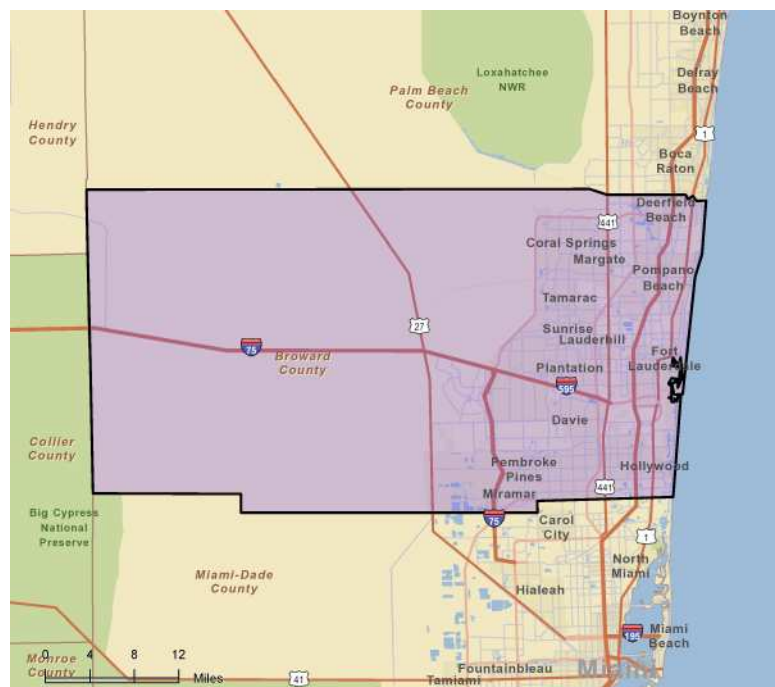 Boynton
Beach
Loxahatchee
NWR
Delray
Beach
Palm Beach
County
Hendry
County
1
Boca
Raton
Deerfield
Beach
441
Coral Springs
Margate
Pompano
Beach
Tamarac
27
Sunrise
Lauderhill
75
Broward
County
Fort
Lauderdale
Plantation
595
Davie
Collier
County
Pembroke
Pines
Hollywood
441
Miramar
Big Cypress
National
Preserve
75
Carol
City
1
North
Miami
Miami-Dade
County
Hialeah
195
Miami
Beach
Monroe
County
0 4 8 12
Miles
41
Fountainbleau
Miami
Tamiami